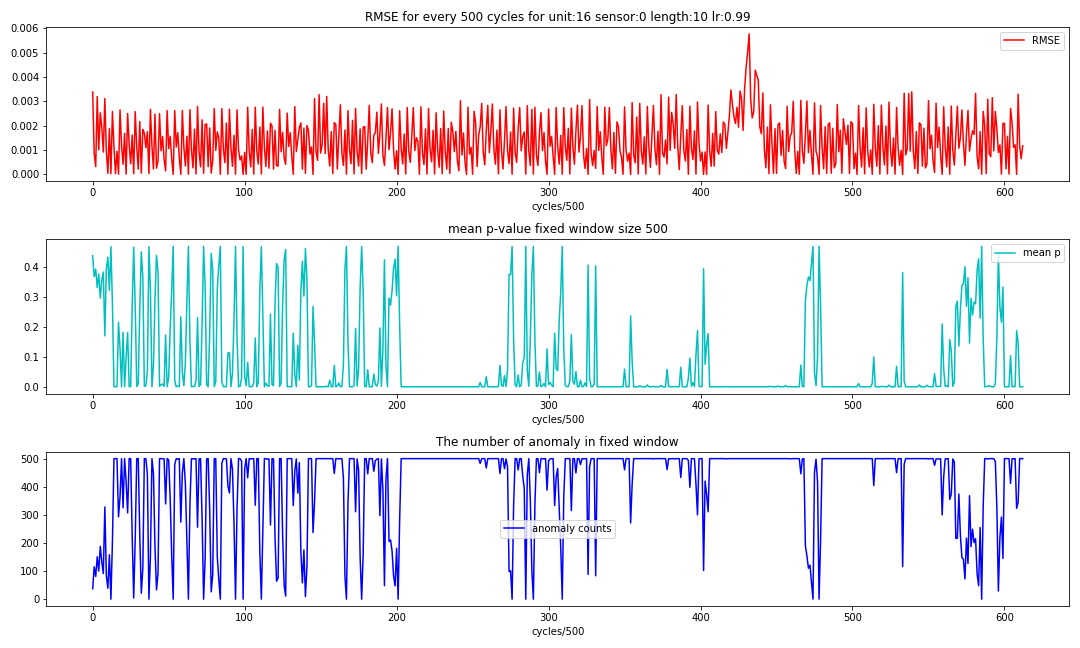 RMSE for every 500 cycles for unit:16 sensor:0 length:10 lr:0.99
0.006
0.005
0.004
0.003
0.002
0.001
0.000
RMSE
0 100 200 300 400 500 600
cycles/500
mean p-value fixed window size 500
0.4
0.3
0.2
0.1
0.0
mean p
0 100 200 300 400 500 600
cycles/500
The number of anomaly in fixed window
500
400
300
200
100
0
anomaly counts
0 100 200 300 400 500 600
cycles/500